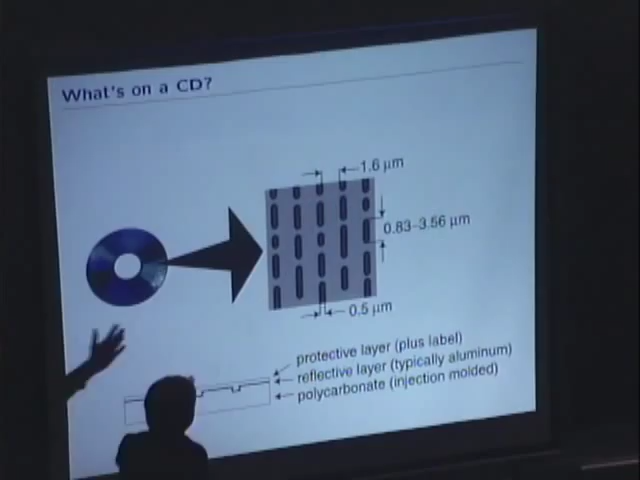 What's on a CD?
1.6 µm
0.83–3.56 µm
0.5 µm
protective layer (plus label)
reflective layer (typically aluminum)
polycarbonate (injection molded)